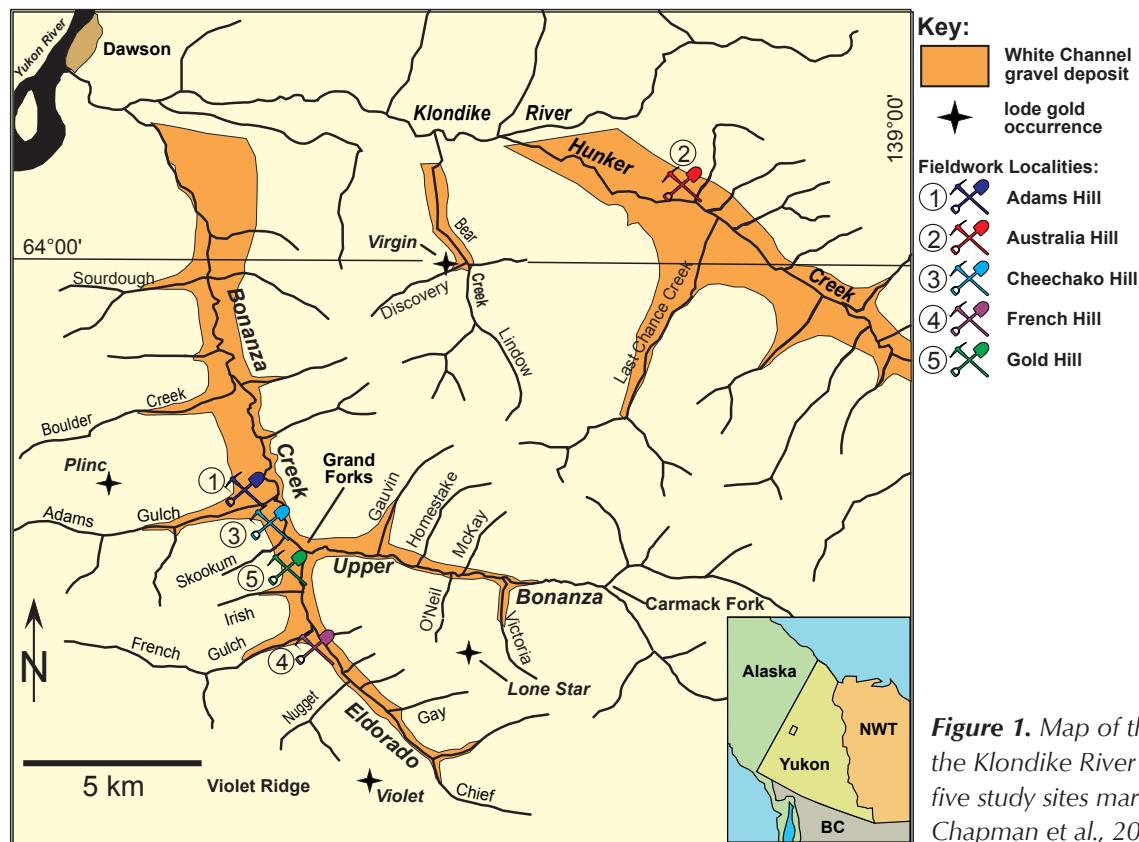 Yukon River
Dawson
Klondike River
Hunker
②
139°00'
64°00'
Virgin
Bear
Creek
Sourdough
Discovery
Lindow
Last Chance Creek
Creek
Bonanza
Creek
Boulder
Creek
Plinc
①
Grand
Forks
Gauvin
Homestake
McKay
Adams
Gulch
③
Skookum
⑤
Upper
Bonanza
Carmack Fork
O'Neil
Victoria
Irish
French
Gulch
④
Lone Star
Nugget
Gay
Eldorado
N
5 km
Violet Ridge
Violet
Chief
Alaska
NWT
Yukon
BC
Key:
White Channel
gravel deposit
lode gold
occurrence
Fieldwork Localities:
① Adams Hill
② Australia Hill
③ Cheechako Hill
④ French Hill
⑤ Gold Hill
Figure 1. Map of th
the Klondike River
five study sites mar
Chapman et al., 20